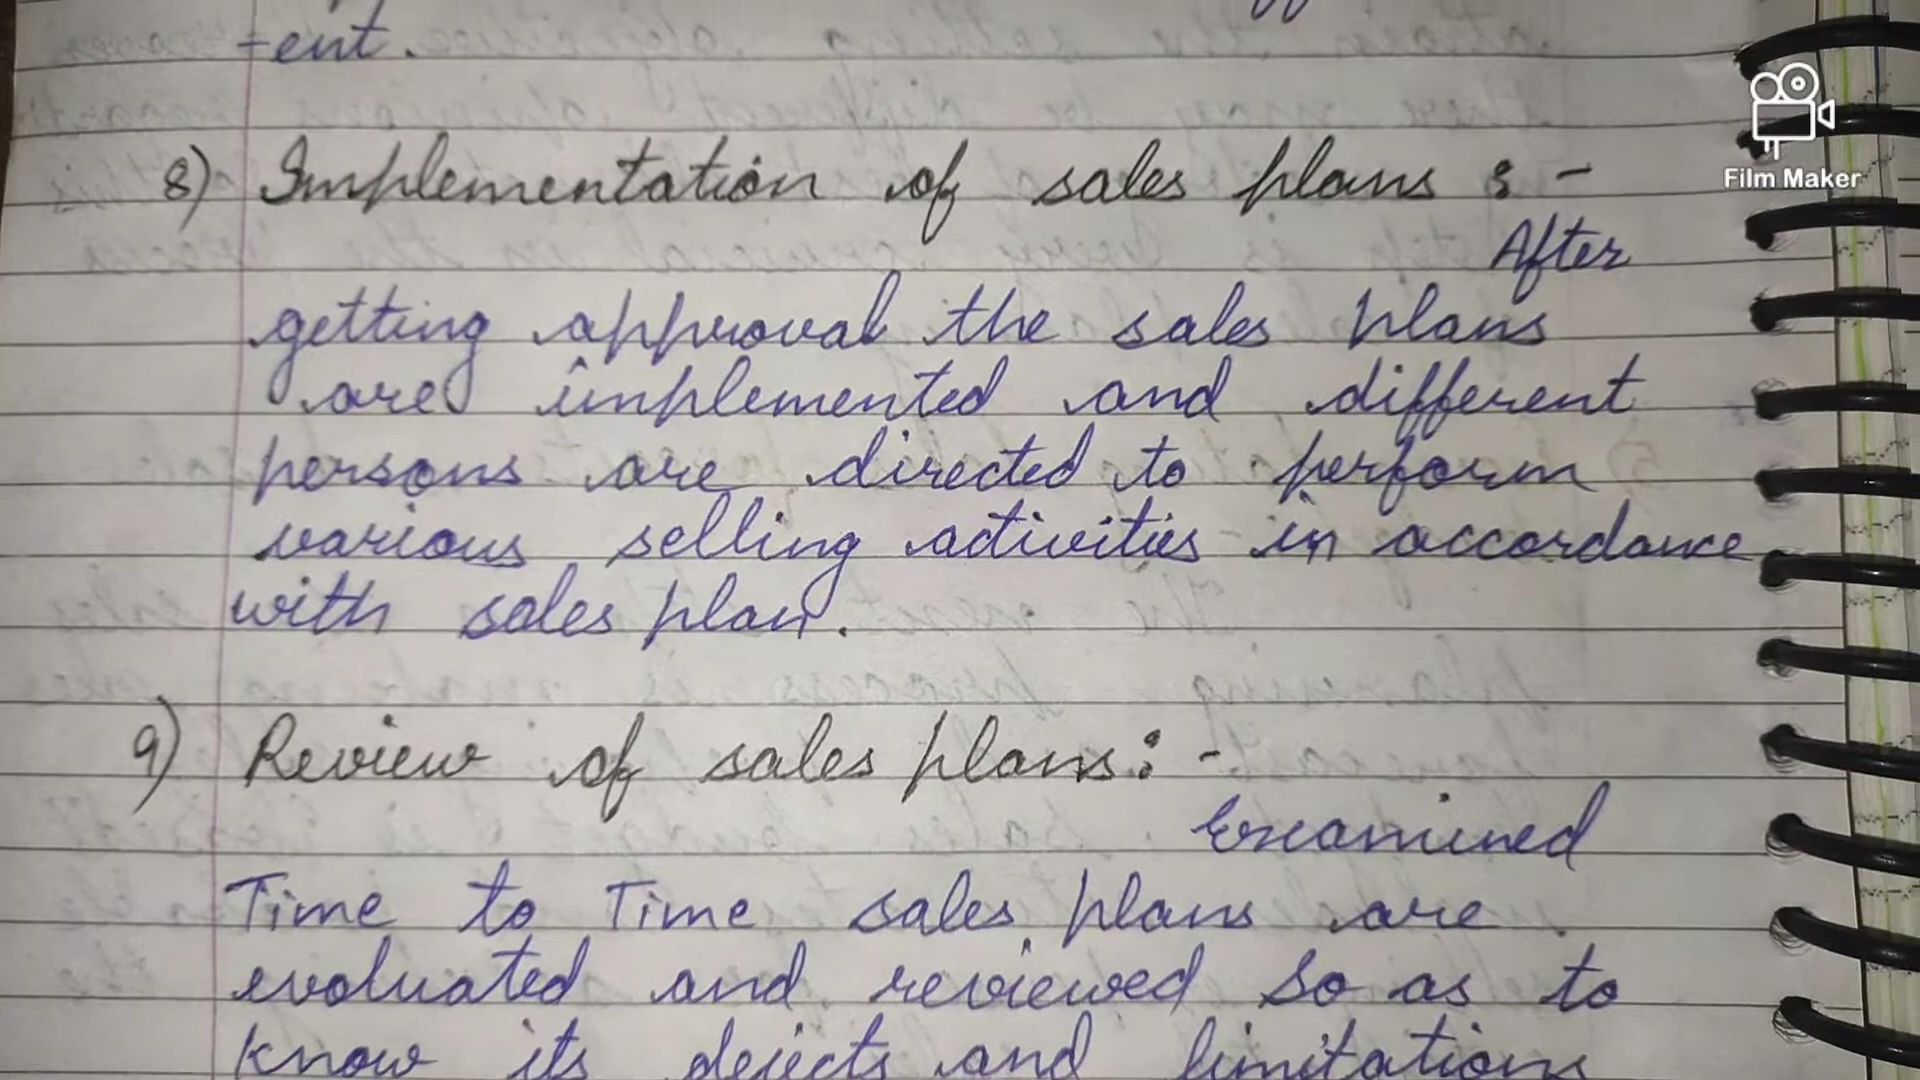 -ent.
8) Implementation of sales plans :-
After
getting approval the sales plans
are implemented and different
persons are directed to perform
various selling activities in accordance
with sales plan.
9) Review of sales plans:-
Examined
Time to Time sales plans are
evaluated and reviewed so as to
know its defects and limitations
Film Maker